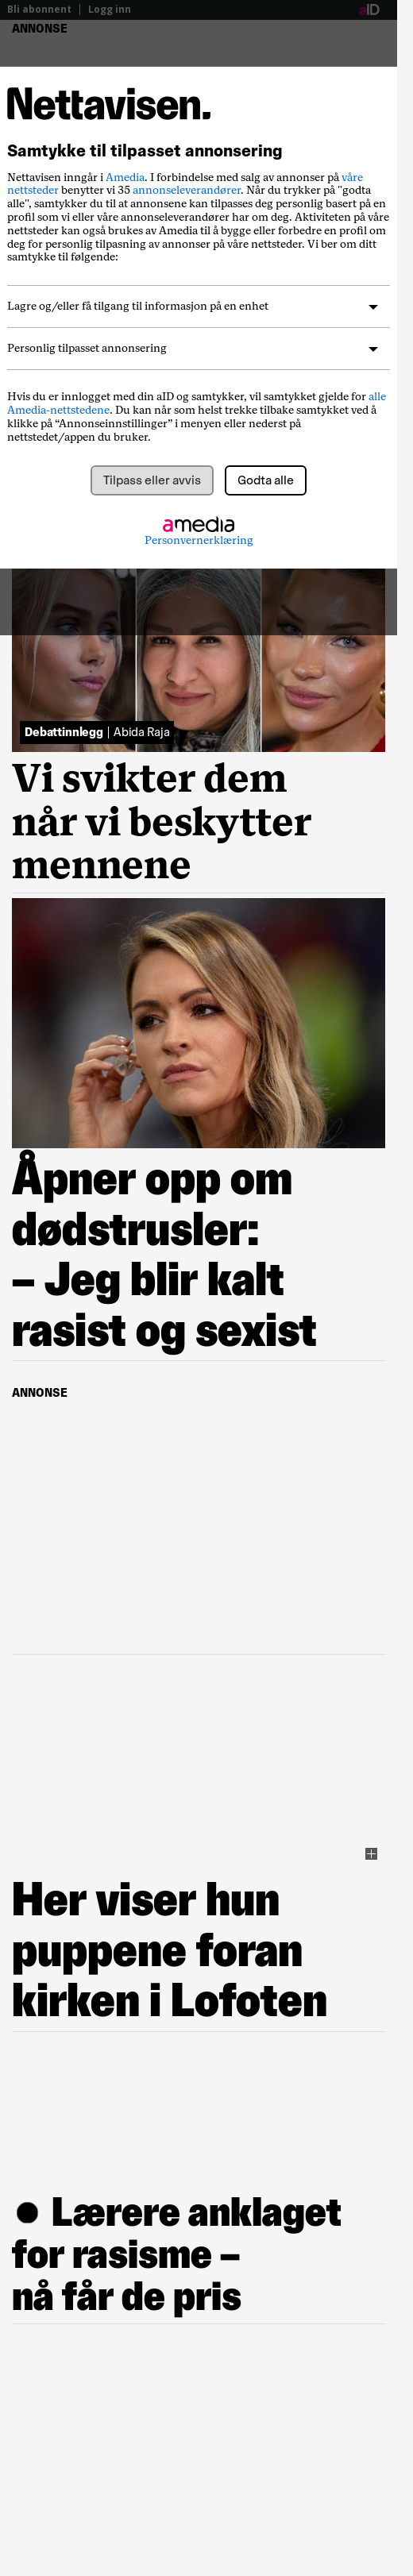 Bli abonnent | Logg inn
aID
ANNONSE
Nettavisen.
Samtykke til tilpasset annonsering
Nettavisen inngår i Amedia. I forbindelse med salg av annonser på våre
nettsteder benytter vi 35 annonseleverandører. Når du trykker på "godta
alle", samtykker du til at annonsene kan tilpasses deg personlig basert på en
profil som vi eller våre annonseleverandører har om deg. Aktiviteten på våre
nettsteder kan også brukes av Amedia til å bygge eller forbedre en profil om
deg for personlig tilpasning av annonser på våre nettsteder. Vi ber om ditt
samtykke til følgende:
Lagre og/eller få tilgang til informasjon på en enhet
Personlig tilpasset annonsering
Hvis du er innlogget med din aID og samtykker, vil samtykket gjelde for alle
Amedia-nettstedene. Du kan når som helst trekke tilbake samtykket ved å
klikke på “Annonseinnstillinger” i menyen eller nederst på
nettstedet/appen du bruker.
Tilpass eller avvis
Godta alle
amedia
Personvernerklæring
Debattinnlegg | Abida Raja
Vi svikter dem
når vi beskytter
mennene
Åpner opp om
dødstrusler:
– Jeg blir kalt
rasist og sexist
ANNONSE
Her viser hun
puppene foran
kirken i Lofoten
● Lærere anklaget
for rasisme –
nå får de pris